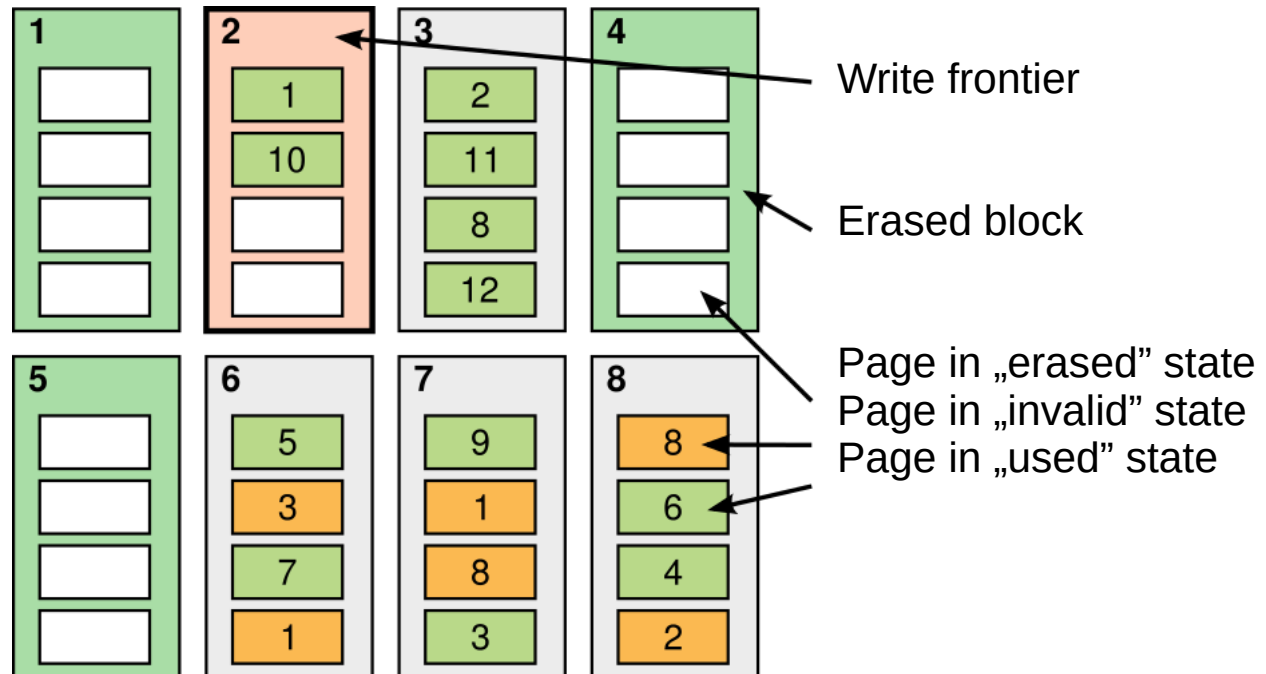 1 2 3 4
1 2
10 11
8
12
Write frontier
Erased block
Page in „erased” state
Page in „invalid” state
Page in „used” state
5 6 7 8
5 9 8
3 1 6
7 8 4
1 3 2